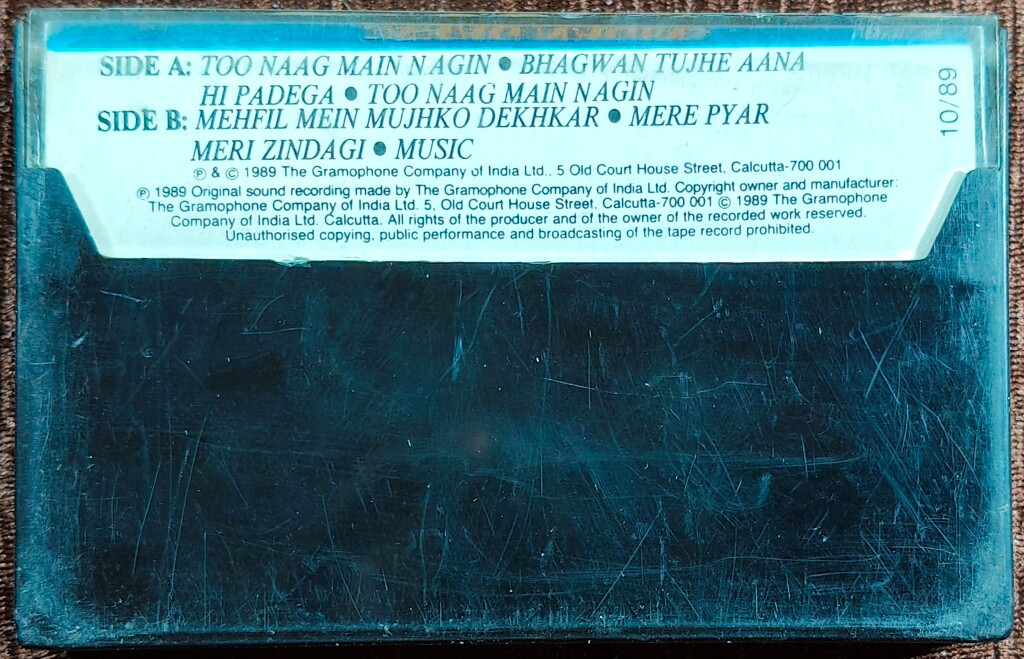 SIDE A: TOO NAAG MAIN NAGIN ● BHAGWAN TUJHE AANA
HI PADEGA ● TOO NAAG MAIN NAGIN
SIDE B: MEHFIL MEIN MUJHKO DEKHKAR ● MERE PYAR
MERI ZINDAGI ● MUSIC
℗ & © 1989 The Gramophone Company of India Ltd.. 5 Old Court House Street, Calcutta-700 001
℗ 1989 Original sound recording made by The Gramophone Company of India Ltd. Copyright owner and manufacturer:
The Gramophone Company of India Ltd. 5, Old Court House Street, Calcutta-700 001 © 1989 The Gramophone
Company of India Ltd. Calcutta. All rights of the producer and of the owner of the recorded work reserved.
Unauthorised copying, public performance and broadcasting of the tape record prohibited.
10/89